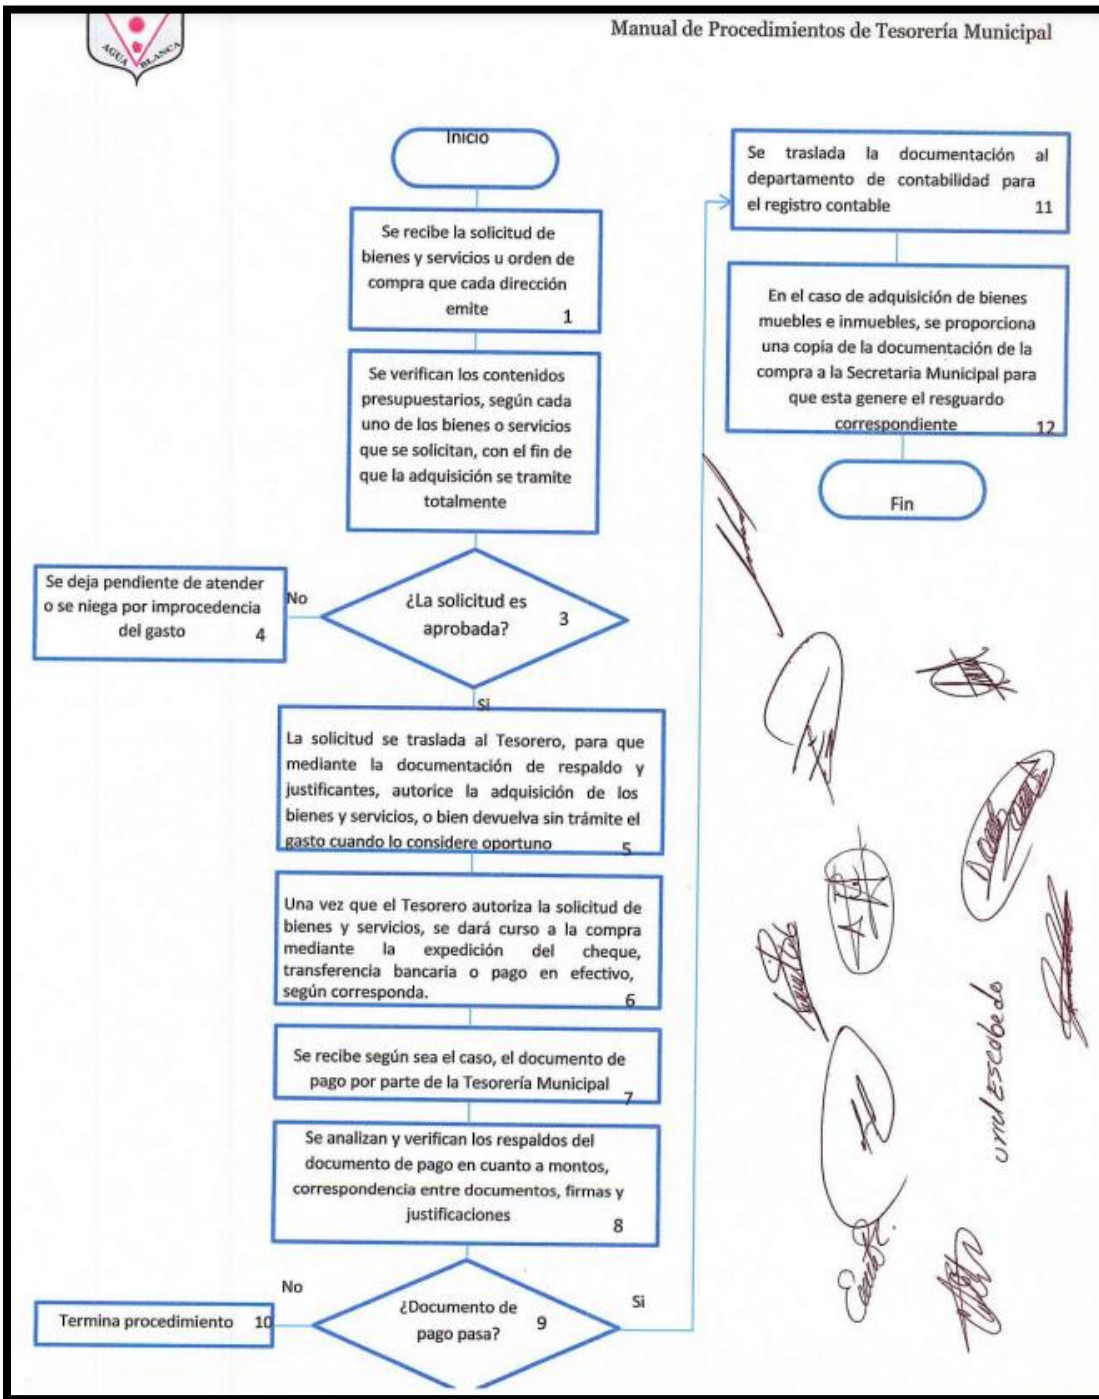 AGUA BLANCA
Manual de Procedimientos de Tesorería Municipal
Inicio
Se recibe la solicitud de
bienes y servicios u orden de
compra que cada dirección
emite 1
Se verifican los contenidos
presupuestarios, según cada
uno de los bienes o servicios
que se solicitan, con el fin de
que la adquisición se tramite
totalmente
¿La solicitud es
aprobada? 3
No
Se deja pendiente de atender
o se niega por improcedencia
del gasto 4
Si
La solicitud se traslada al Tesorero, para que
mediante la documentación de respaldo y
justificantes, autorice la adquisición de los
bienes y servicios, o bien devuelva sin trámite el
gasto cuando lo considere oportuno 5
Una vez que el Tesorero autoriza la solicitud de
bienes y servicios, se dará curso a la compra
mediante la expedición del cheque,
transferencia bancaria o pago en efectivo,
según corresponda. 6
Se recibe según sea el caso, el documento de
pago por parte de la Tesorería Municipal 7
Se analizan y verifican los respaldos del
documento de pago en cuanto a montos,
correspondencia entre documentos, firmas y
justificaciones 8
¿Documento de
pago pasa? 9
No
Termina procedimiento 10
Si
Se traslada la documentación al
departamento de contabilidad para
el registro contable 11
En el caso de adquisición de bienes
muebles e inmuebles, se proporciona
una copia de la documentación de la
compra a la Secretaria Municipal para
que esta genere el resguardo
correspondiente 12
Fin
uriel Escobedo